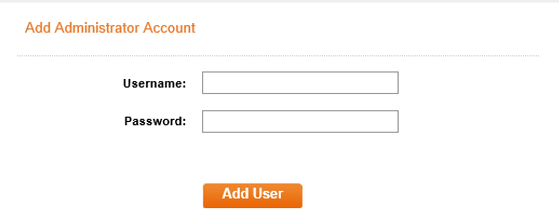 Add Administrator Account
Username:
Password:
Add User